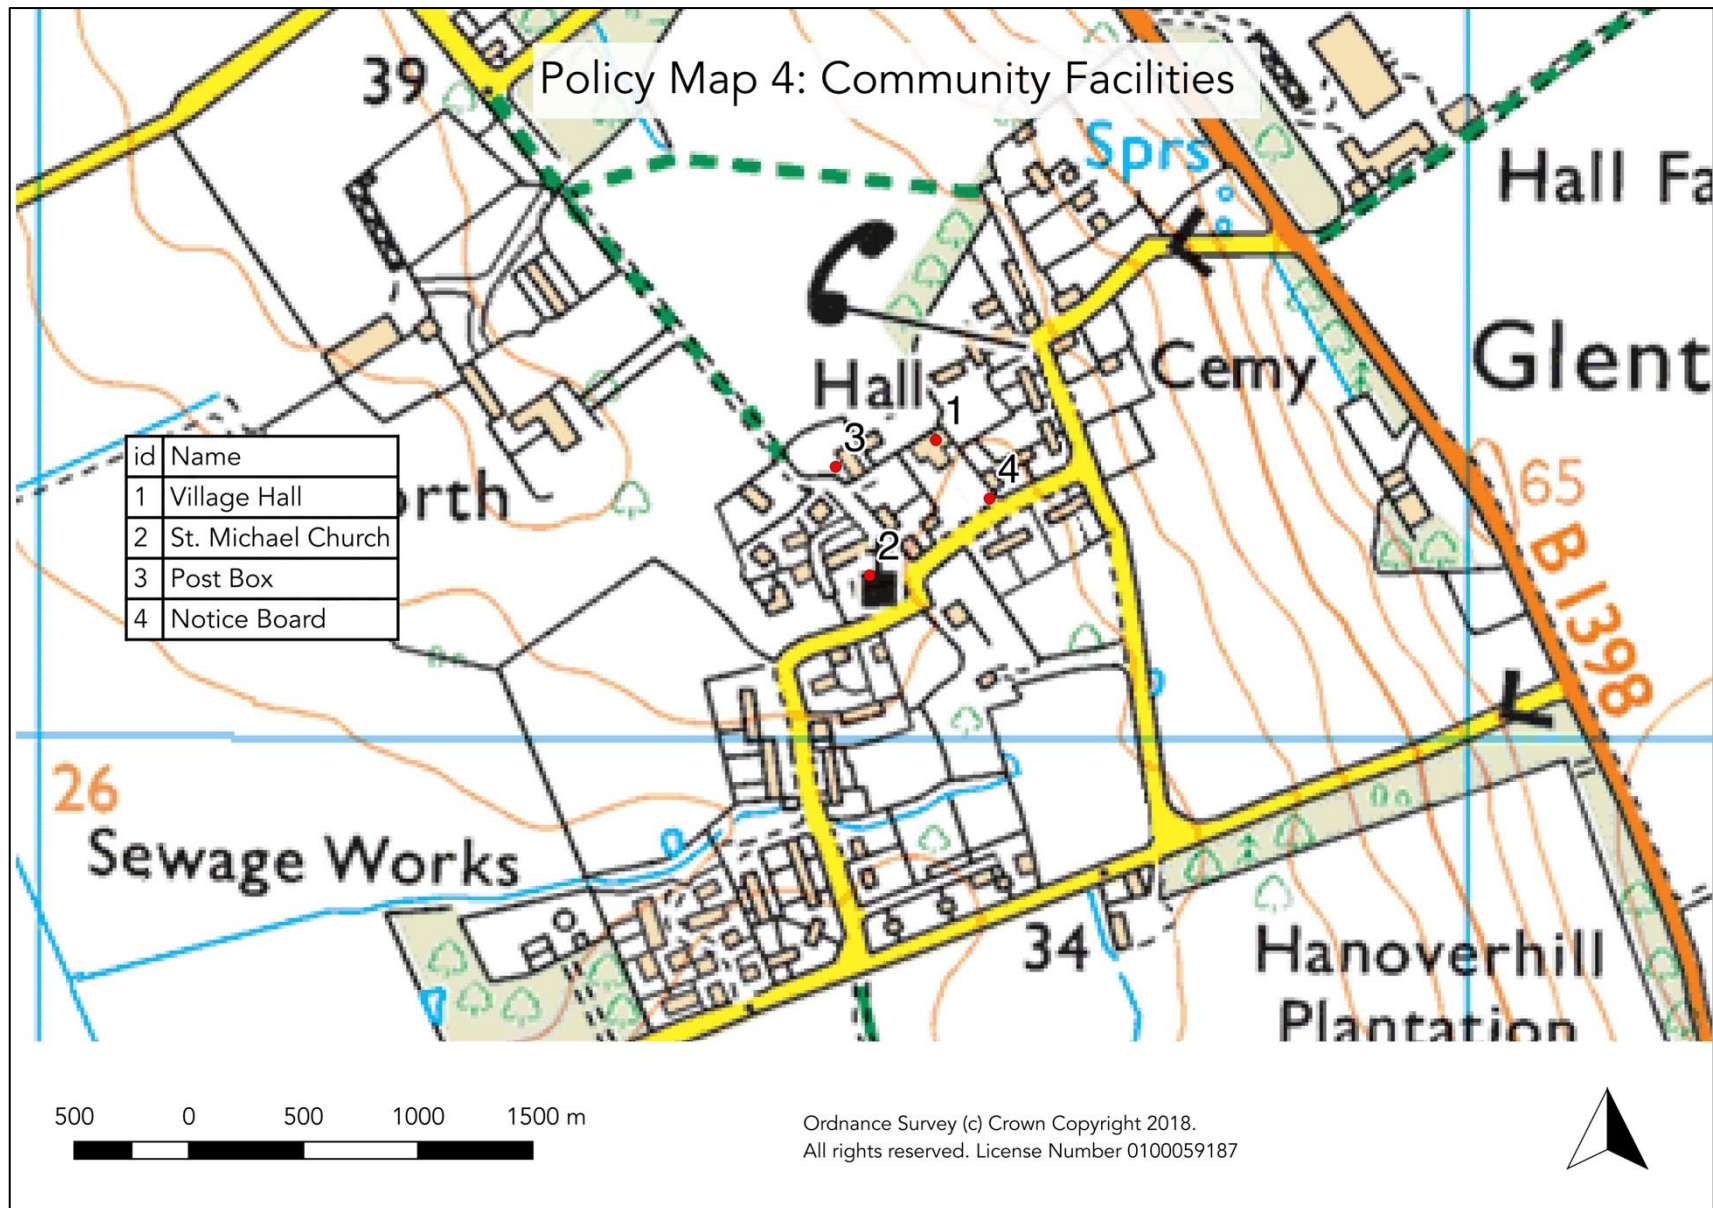 39
Policy Map 4: Community Facilities
Sprs
Hall Fa
Hall
Cemy
Glent
1
3
4
id Name
1 Village Hall
2 St. Michael Church
3 Post Box
4 Notice Board
orth
2
65
B 1398
26
Sewage Works
34
Hanoverhill
Plantation
500 0 500 1000 1500 m
Ordnance Survey (c) Crown Copyright 2018.
All rights reserved. License Number 0100059187